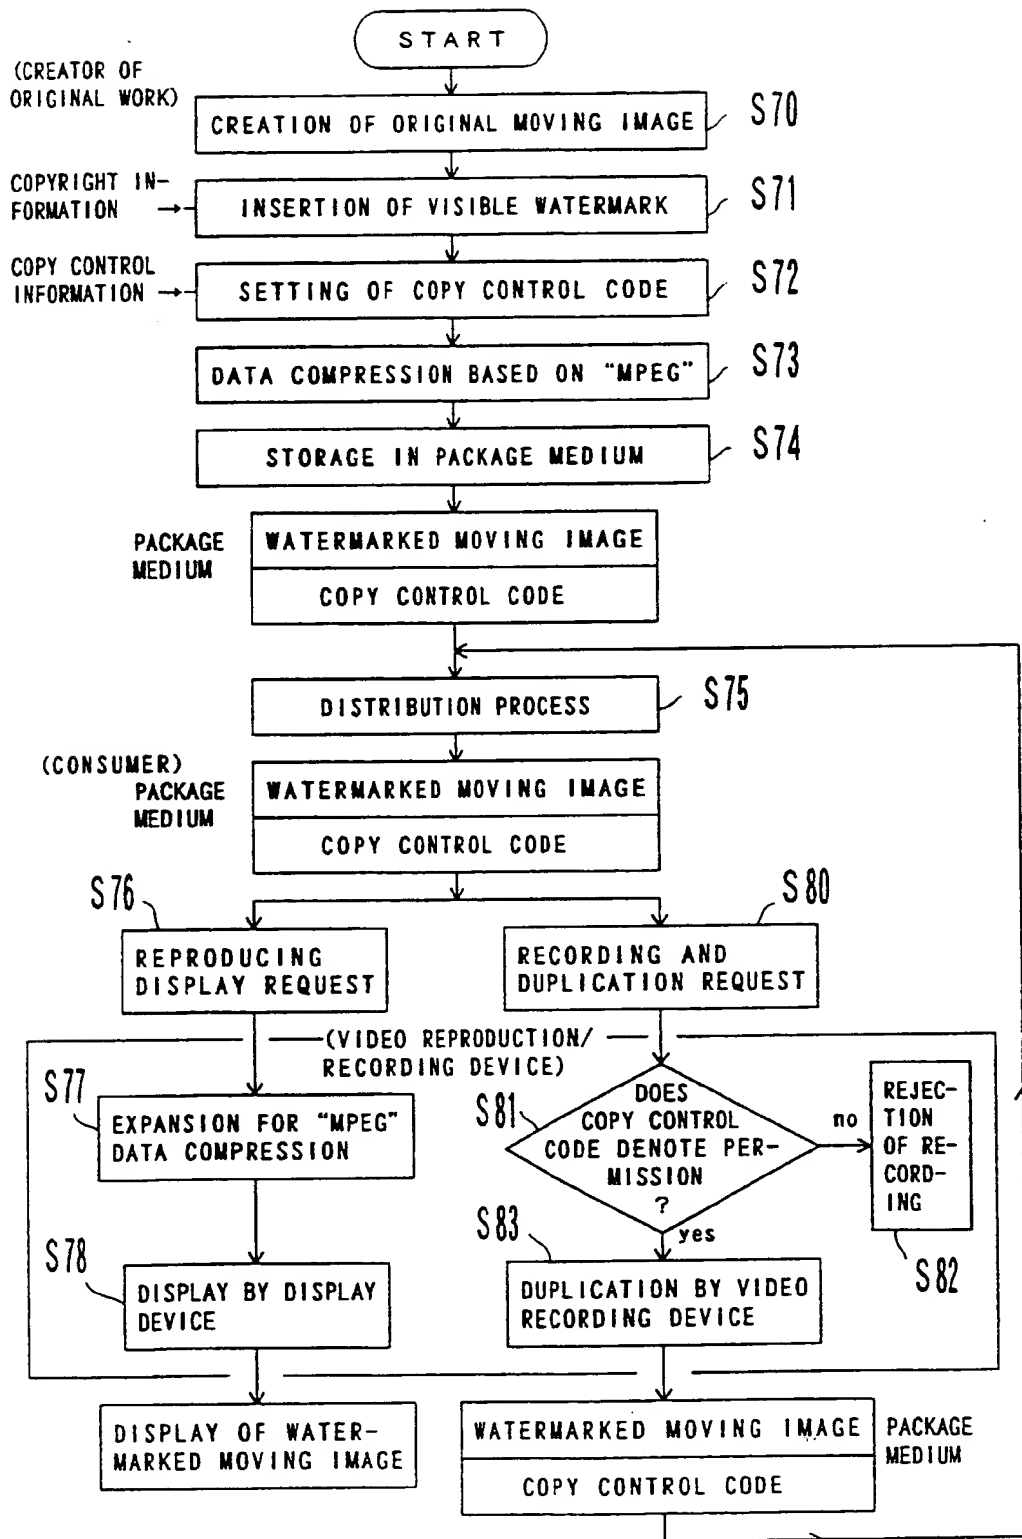 START
(CREATOR OF
ORIGINAL WORK)
CREATION OF ORIGINAL MOVING IMAGE
S70
COPYRIGHT IN-
FORMATION
INSERTION OF VISIBLE WATERMARK
S71
COPY CONTROL
INFORMATION
SETTING OF COPY CONTROL CODE
S72
DATA COMPRESSION BASED ON “MPEG”
S73
STORAGE IN PACKAGE MEDIUM
S74
PACKAGE
MEDIUM
WATERMARKED MOVING IMAGE
COPY CONTROL CODE
DISTRIBUTION PROCESS
S75
(CONSUMER)
PACKAGE
MEDIUM
WATERMARKED MOVING IMAGE
COPY CONTROL CODE
S76
REPRODUCING
DISPLAY REQUEST
S80
RECORDING AND
DUPLICATION REQUEST
(VIDEO REPRODUCTION/
RECORDING DEVICE)
S77
EXPANSION FOR “MPEG”
DATA COMPRESSION
S81
DOES
COPY CONTROL
CODE DENOTE PER-
MISSION
?
no
yes
REJEC-
TION
OF RE-
CORD-
ING
S82
S78
DISPLAY BY DISPLAY
DEVICE
S83
DUPLICATION BY VIDEO
RECORDING DEVICE
DISPLAY OF WATER-
MARKED MOVING IMAGE
WATERMARKED MOVING IMAGE
COPY CONTROL CODE
PACKAGE
MEDIUM